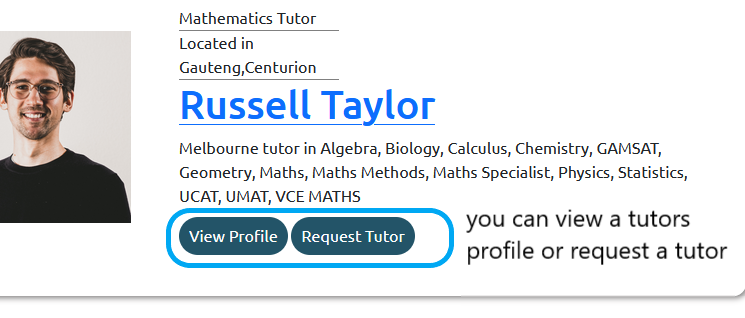 Mathematics Tutor
Located in
Gauteng,Centurion
Russell Taylor
Melbourne tutor in Algebra, Biology, Calculus, Chemistry, GAMSAT,
Geometry, Maths, Maths Methods, Maths Specialist, Physics, Statistics,
UCAT, UMAT, VCE MATHS
View Profile Request Tutor
you can view a tutors
profile or request a tutor